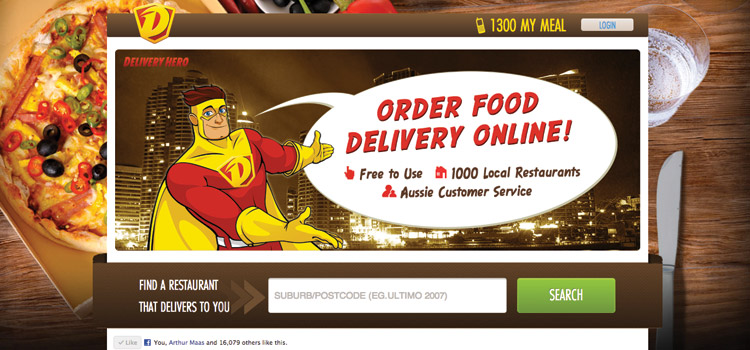 D
1300 MY MEAL
LOGIN
DELIVERY HERO
ORDER FOOD
DELIVERY ONLINE!
Free to Use 1000 Local Restaurants
Aussie Customer Service
D
FIND A RESTAURANT
THAT DELIVERS TO YOU
SUBURB/POSTCODE (EG.ULTIMO 2007)
SEARCH
Like
You, Arthur Maas and 16,079 others like this.